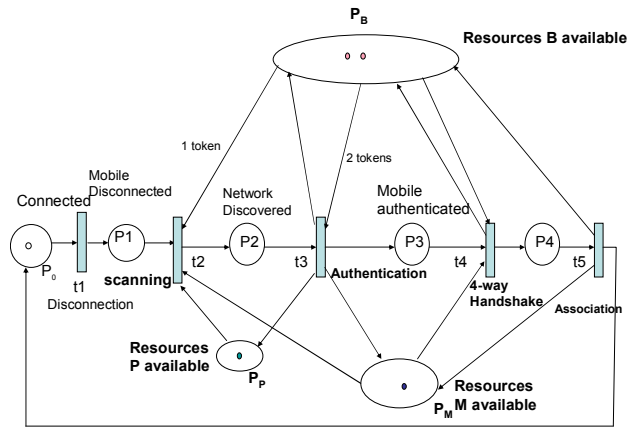 P_B
Resources B available
1 token
2 tokens
Mobile
Disconnected
Network
Discovered
Mobile
authenticated
Connected
P1
P2
P3
P4
P_0
t1
t2
t3
t4
t5
scanning
Authentication
4-way
Handshake
Disconnection
Association
Resources
P available
P_P
Resources
P_M M available